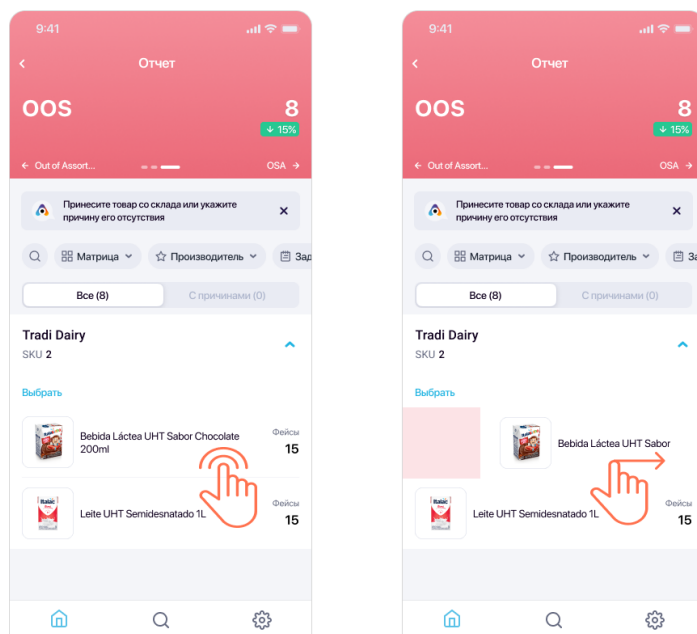 9:41
Отчет
OOS
8
↓ 15%
← Out of Assort...
OSA →
Принесите товар со склада или укажите
причину его отсутствия
Матрица
Производитель
Зад
Все (8)
С причинами (0)
Tradi Dairy
SKU 2
Выбрать
Bebida Láctea UHT Sabor Chocolate
200ml
Фейсы
15
Leite UHT Semidesnatado 1L
Фейсы
15
9:41
Отчет
OOS
8
↓ 15%
← Out of Assort...
OSA →
Принесите товар со склада или укажите
причину его отсутствия
Матрица
Производитель
За
Все (8)
С причинами (0)
Tradi Dairy
SKU 2
Выбрать
Bebida Láctea UHT Sabor
Leite UHT Semidesnatado 1L
Фейсы
15